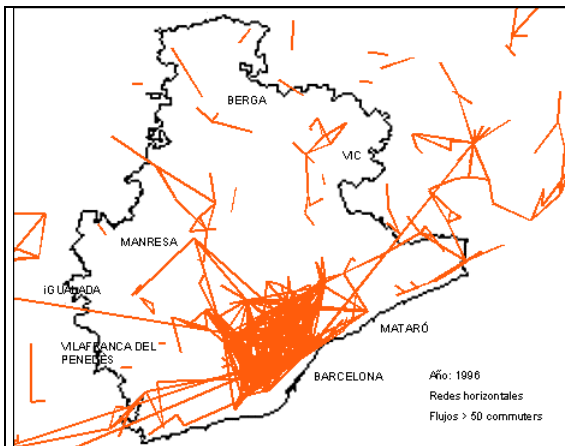 BERGA
VIC
MANRESA
iGUALADA
MATARÓ
VILAFRANCA DEL
PENEDÈS
BARCELONA
Año: 1996
Redes horizontales
Flujos > 50 commuters